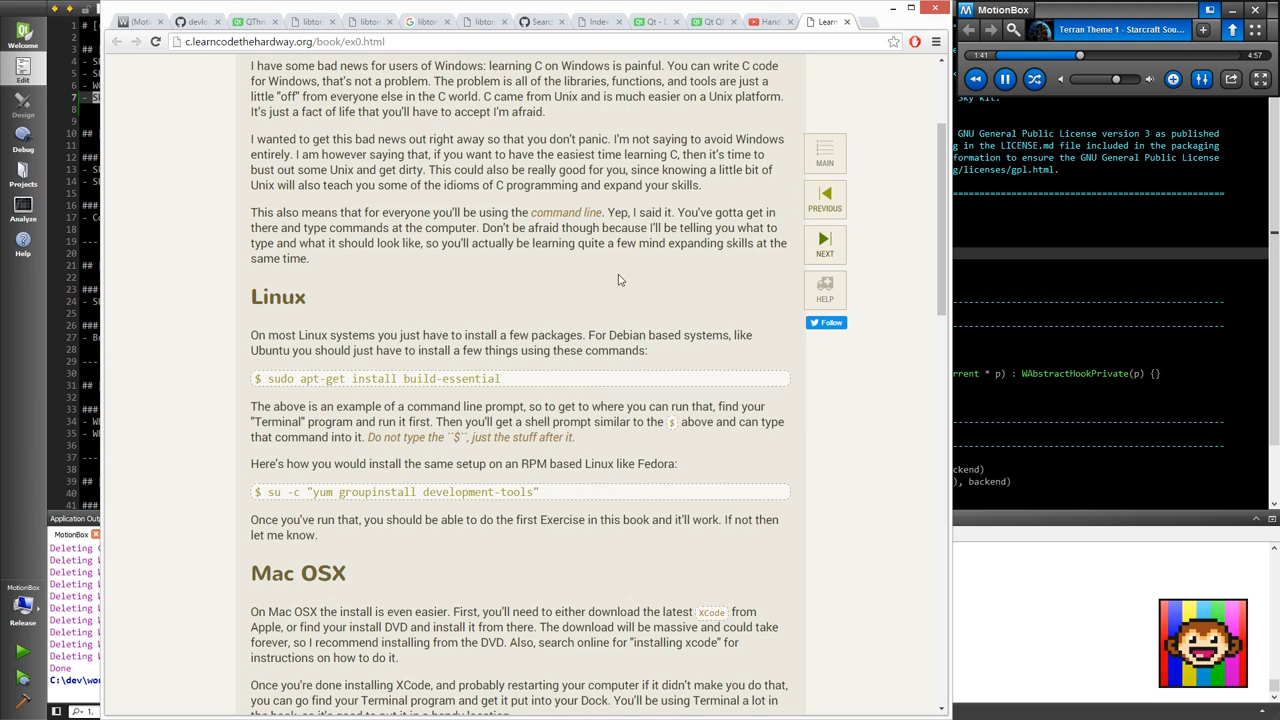 Welcome
Edit
Design
Debug
Projects
Analyze
Help
MotionBox
Release
Learn
c.learncodethehardway.org/book/ex0.html
I have the bad news for users of Windows: learning C on Windows is painful. You can write C code
for Windows, that's not a problem. The problem is all of the libraries, functions, and tools are just a
little "off" from everyone else in the C world. C came from Unix and is much easier on a Unix platform.
It's just a fact of life that you'll have to accept I'm afraid.
I wanted to get this bad news out right away so that you don't panic. I'm not saying to avoid Windows
entirely. I am however saying that, if you want to have the easiest time learning C, then it's time to
bust out some Unix and get dirty. This could also be really good for you, since knowing a little bit of
Unix will also teach you some of the idioms of C programming and expand your skills.
This also means that for everyone you'll be using the command line. Yep, I said it. You've gotta get in
there and type commands at the computer. Don't be afraid though because I'll be telling you what to
type and what it should look like, so you'll actually be learning quite a few mind expanding skills at the
same time.
Linux
On most Linux systems you just have to install a few packages. For Debian based systems, like
Ubuntu you should just have to install a few things using these commands:
$ sudo apt-get install build-essential
The above is an example of a command line prompt, so to get to where you can run that, find your
"Terminal" program and run it first. Then you'll get a shell prompt similar to the $ above and can type
that command into it. Do not type the ``$``, just the stuff after it.
Here's how you would install the same setup on an RPM based Linux like Fedora:
$ su -c "yum groupinstall development-tools"
Once you've run that, you should be able to do the first Exercise in this book and it'll work. If not then
let me know.
Mac OSX
On Mac OSX the install is even easier. First, you'll need to either download the latest XCode from
Apple, or find your install DVD and install it from there. The download will be massive and could take
forever, so I recommend installing from the DVD. Also, search online for "installing xcode" for
instructions on how to do it.
Once you're done installing XCode, and probably restarting your computer if it didn't make you do that,
you can go find your Terminal program and get it put into your Dock. You'll be using Terminal a lot in
MAIN
PREVIOUS
NEXT
HELP
Follow
MotionBox
Terran Theme 1 - Starcraft Sou...
1:41
4:57
Sky kit.
GNU General Public License version 3 as published
in the LICENSE.md file included in the packaging
formation to ensure the GNU General Public License
g/licenses/gpl.html.
rrent * p) : WAbstractHookPrivate(p) {}
ckend)
), backend)
Application Out
MotionBox
Deleting
Deleting W
Deleting W
Deleting W
Deleting W
Deleting W
Deleting W
Deleting W
Deleting W
Deleting W
Done
C:\dev\wor